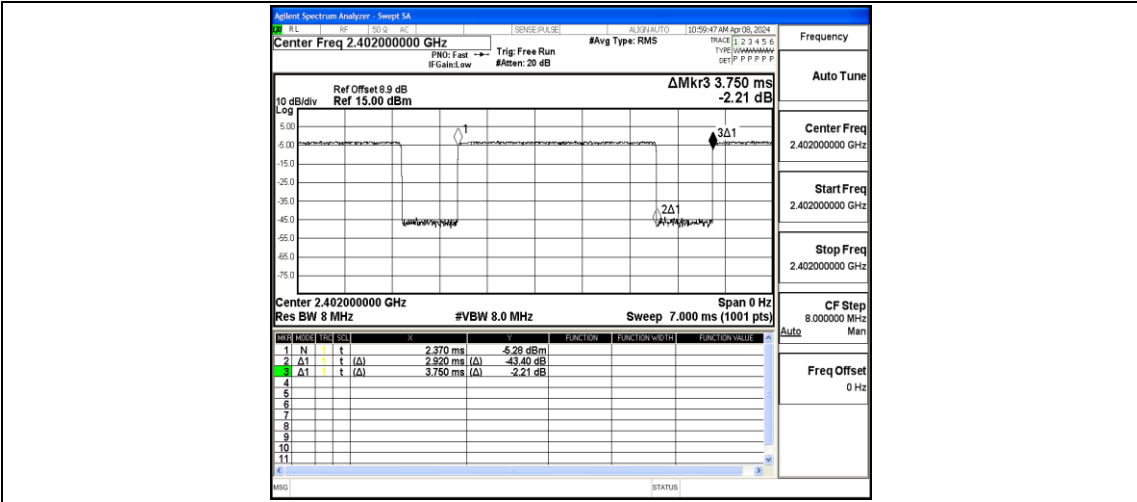 Agilent Spectrum Analyzer - Swept SA
RL RF 50 Ω AC SENSE:PULSE ALIGN AUTO 10:59:47 AM Apr 08, 2024
Center Freq 2.402000000 GHz
PNO: Fast
IFGain:Low
Trig: Free Run
#Atten: 20 dB
#Avg Type: RMS
TRACE 1 2 3 4 5 6
TYPE
DET P P P P P P
Frequency
ΔMkr3 3.750 ms
-2.21 dB
Ref Offset 8.9 dB
10 dB/div Ref 15.00 dBm
Log
5.00
-5.00
-15.0
-25.0
-35.0
-45.0
-55.0
-65.0
-75.0
1
3Δ1
2Δ1
Center 2.402000000 GHz Span 0 Hz
Res BW 8 MHz #VBW 8.0 MHz Sweep 7.000 ms (1001 pts)
MKR MODE TRC SCL X Y FUNCTION FUNCTION WIDTH FUNCTION VALUE
1 N 1 t 2.370 ms -5.28 dBm
2 Δ1 1 t (Δ) 2.920 ms (Δ) -43.40 dB
3 Δ1 1 t (Δ) 3.750 ms (Δ) -2.21 dB
4
5
6
7
8
9
10
11
MSG STATUS
Auto Tune
Center Freq
2.402000000 GHz
Start Freq
2.402000000 GHz
Stop Freq
2.402000000 GHz
CF Step
8.000000 MHz
Auto Man
Freq Offset
0 Hz